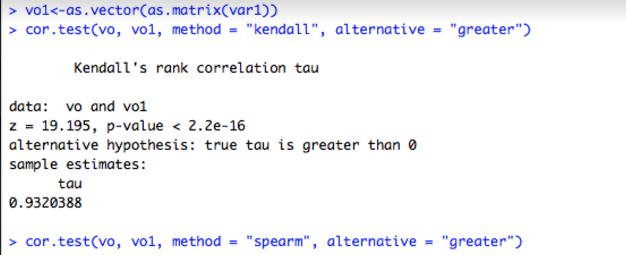 > vo1<-as.vector(as.matrix(var1))
> cor.test(vo, vo1, method = "kendall", alternative = "greater")
Kendall's rank correlation tau
data:  vo and vo1
z = 19.195, p-value < 2.2e-16
alternative hypothesis: true tau is greater than 0
sample estimates:
tau
0.9320388
> cor.test(vo, vo1, method = "spearm", alternative = "greater")